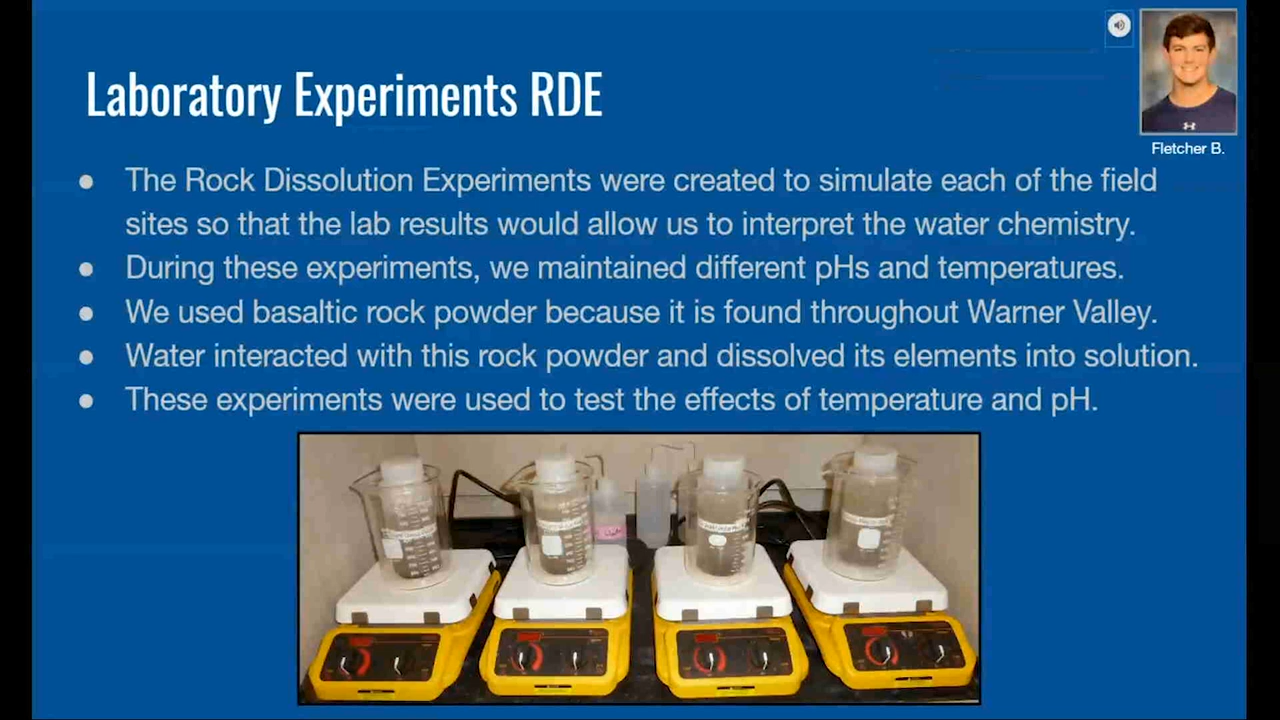 Laboratory Experiments RDE
Fletcher B.
● The Rock Dissolution Experiments were created to simulate each of the field
sites so that the lab results would allow us to interpret the water chemistry.
● During these experiments, we maintained different pHs and temperatures.
● We used basaltic rock powder because it is found throughout Warner Valley.
● Water interacted with this rock powder and dissolved its elements into solution.
● These experiments were used to test the effects of temperature and pH.